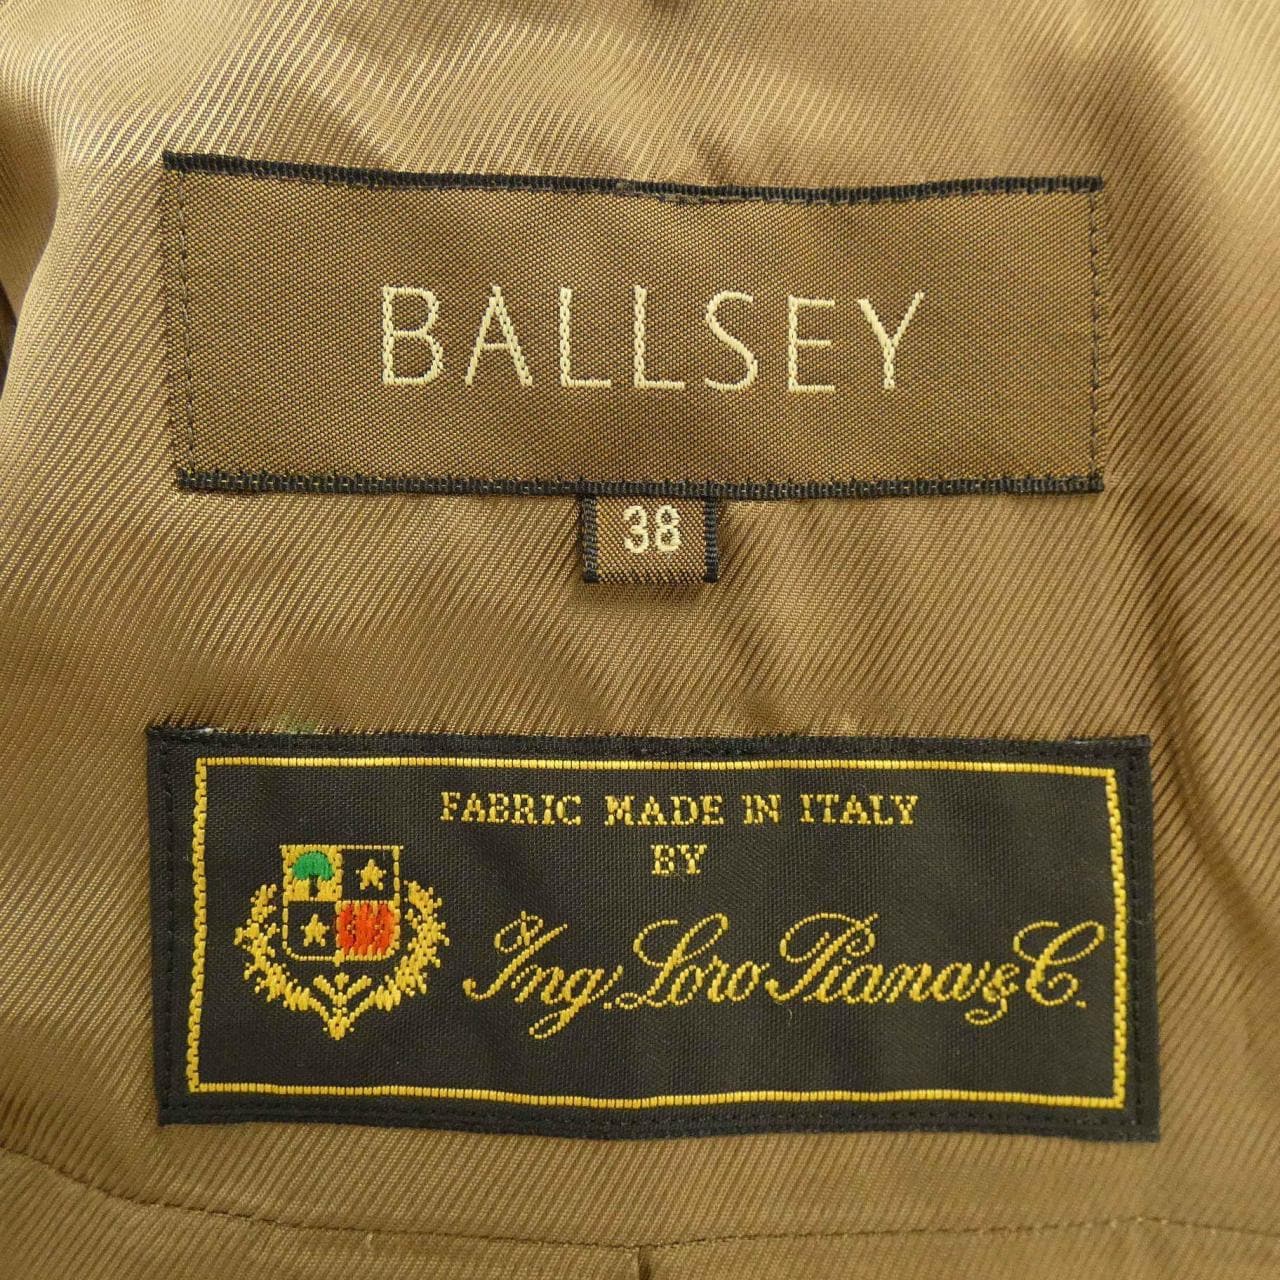 BALLSEY
38
FABRIC MADE IN ITALY
BY
Ing. Loro Piana & C.